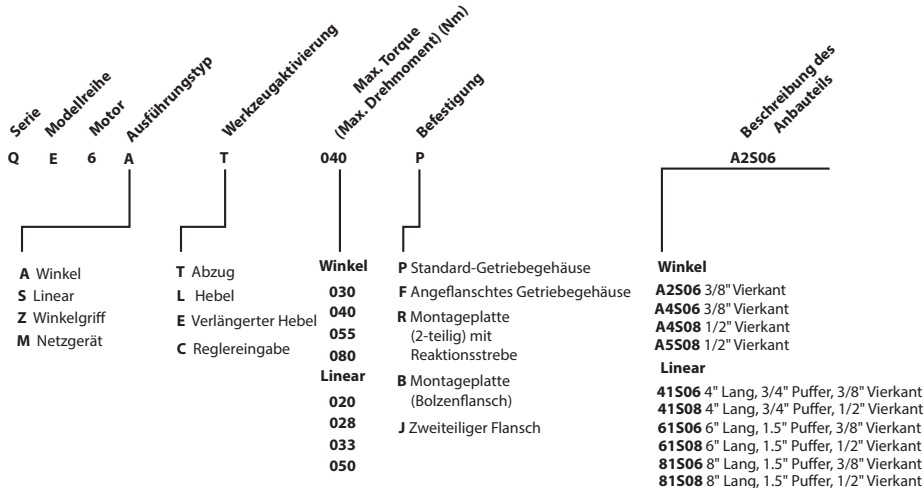 Serie
Modellreihe
Motor
Ausführungstyp
Werkzeugaktivierung
Max. Torque
(Max. Drehmoment) (Nm)
Befestigung
Beschreibung des
Anbauteils
Q E 6 A T 040 P A2S06
A Winkel
S Linear
Z Winkelgriff
M Netzgerät
T Abzug
L Hebel
E Verlängerter Hebel
C Reglereingabe
Winkel
030
040
055
080
Linear
020
028
033
050
P Standard-Getriebegehäuse
F Angeflanschtes Getriebegehäuse
R Montageplatte
(2-teilig) mit
Reaktionsstrebe
B Montageplatte
(Bolzenflansch)
J Zweiteiliger Flansch
Winkel
A2S06 3/8" Vierkant
A4S06 3/8" Vierkant
A4S08 1/2" Vierkant
A5S08 1/2" Vierkant
Linear
41S06 4" Lang, 3/4" Puffer, 3/8" Vierkant
41S08 4" Lang, 3/4" Puffer, 1/2" Vierkant
61S06 6" Lang, 1.5" Puffer, 3/8" Vierkant
61S08 6" Lang, 1.5" Puffer, 1/2" Vierkant
81S06 8" Lang, 1.5" Puffer, 3/8" Vierkant
81S08 8" Lang, 1.5" Puffer, 1/2" Vierkant